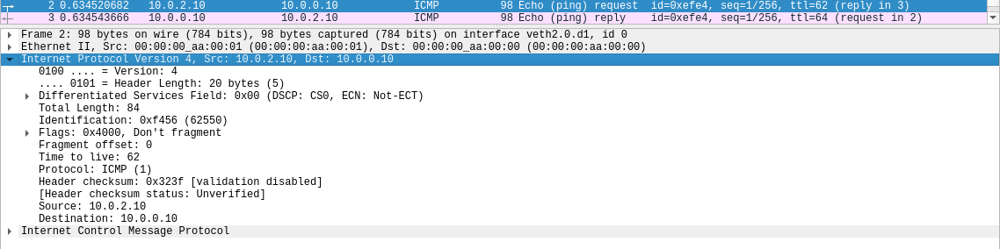 2 0.634520682 10.0.2.10 10.0.0.10 ICMP 98 Echo (ping) request id=0xefe4, seq=1/256, ttl=62 (reply in 3)
3 0.634543666 10.0.0.10 10.0.2.10 ICMP 98 Echo (ping) reply id=0xefe4, seq=1/256, ttl=64 (request in 2)
Frame 2: 98 bytes on wire (784 bits), 98 bytes captured (784 bits) on interface veth2.0.d1, id 0
Ethernet II, Src: 00:00:00_aa:00:01 (00:00:00:aa:00:01), Dst: 00:00:00_aa:00:00 (00:00:00:aa:00:00)
Internet Protocol Version 4, Src: 10.0.2.10, Dst: 10.0.0.10
0100 .... = Version: 4
.... 0101 = Header Length: 20 bytes (5)
Differentiated Services Field: 0x00 (DSCP: CS0, ECN: Not-ECT)
Total Length: 84
Identification: 0xf456 (62550)
Flags: 0x4000, Don't fragment
Fragment offset: 0
Time to live: 62
Protocol: ICMP (1)
Header checksum: 0x323f [validation disabled]
[Header checksum status: Unverified]
Source: 10.0.2.10
Destination: 10.0.0.10
Internet Control Message Protocol